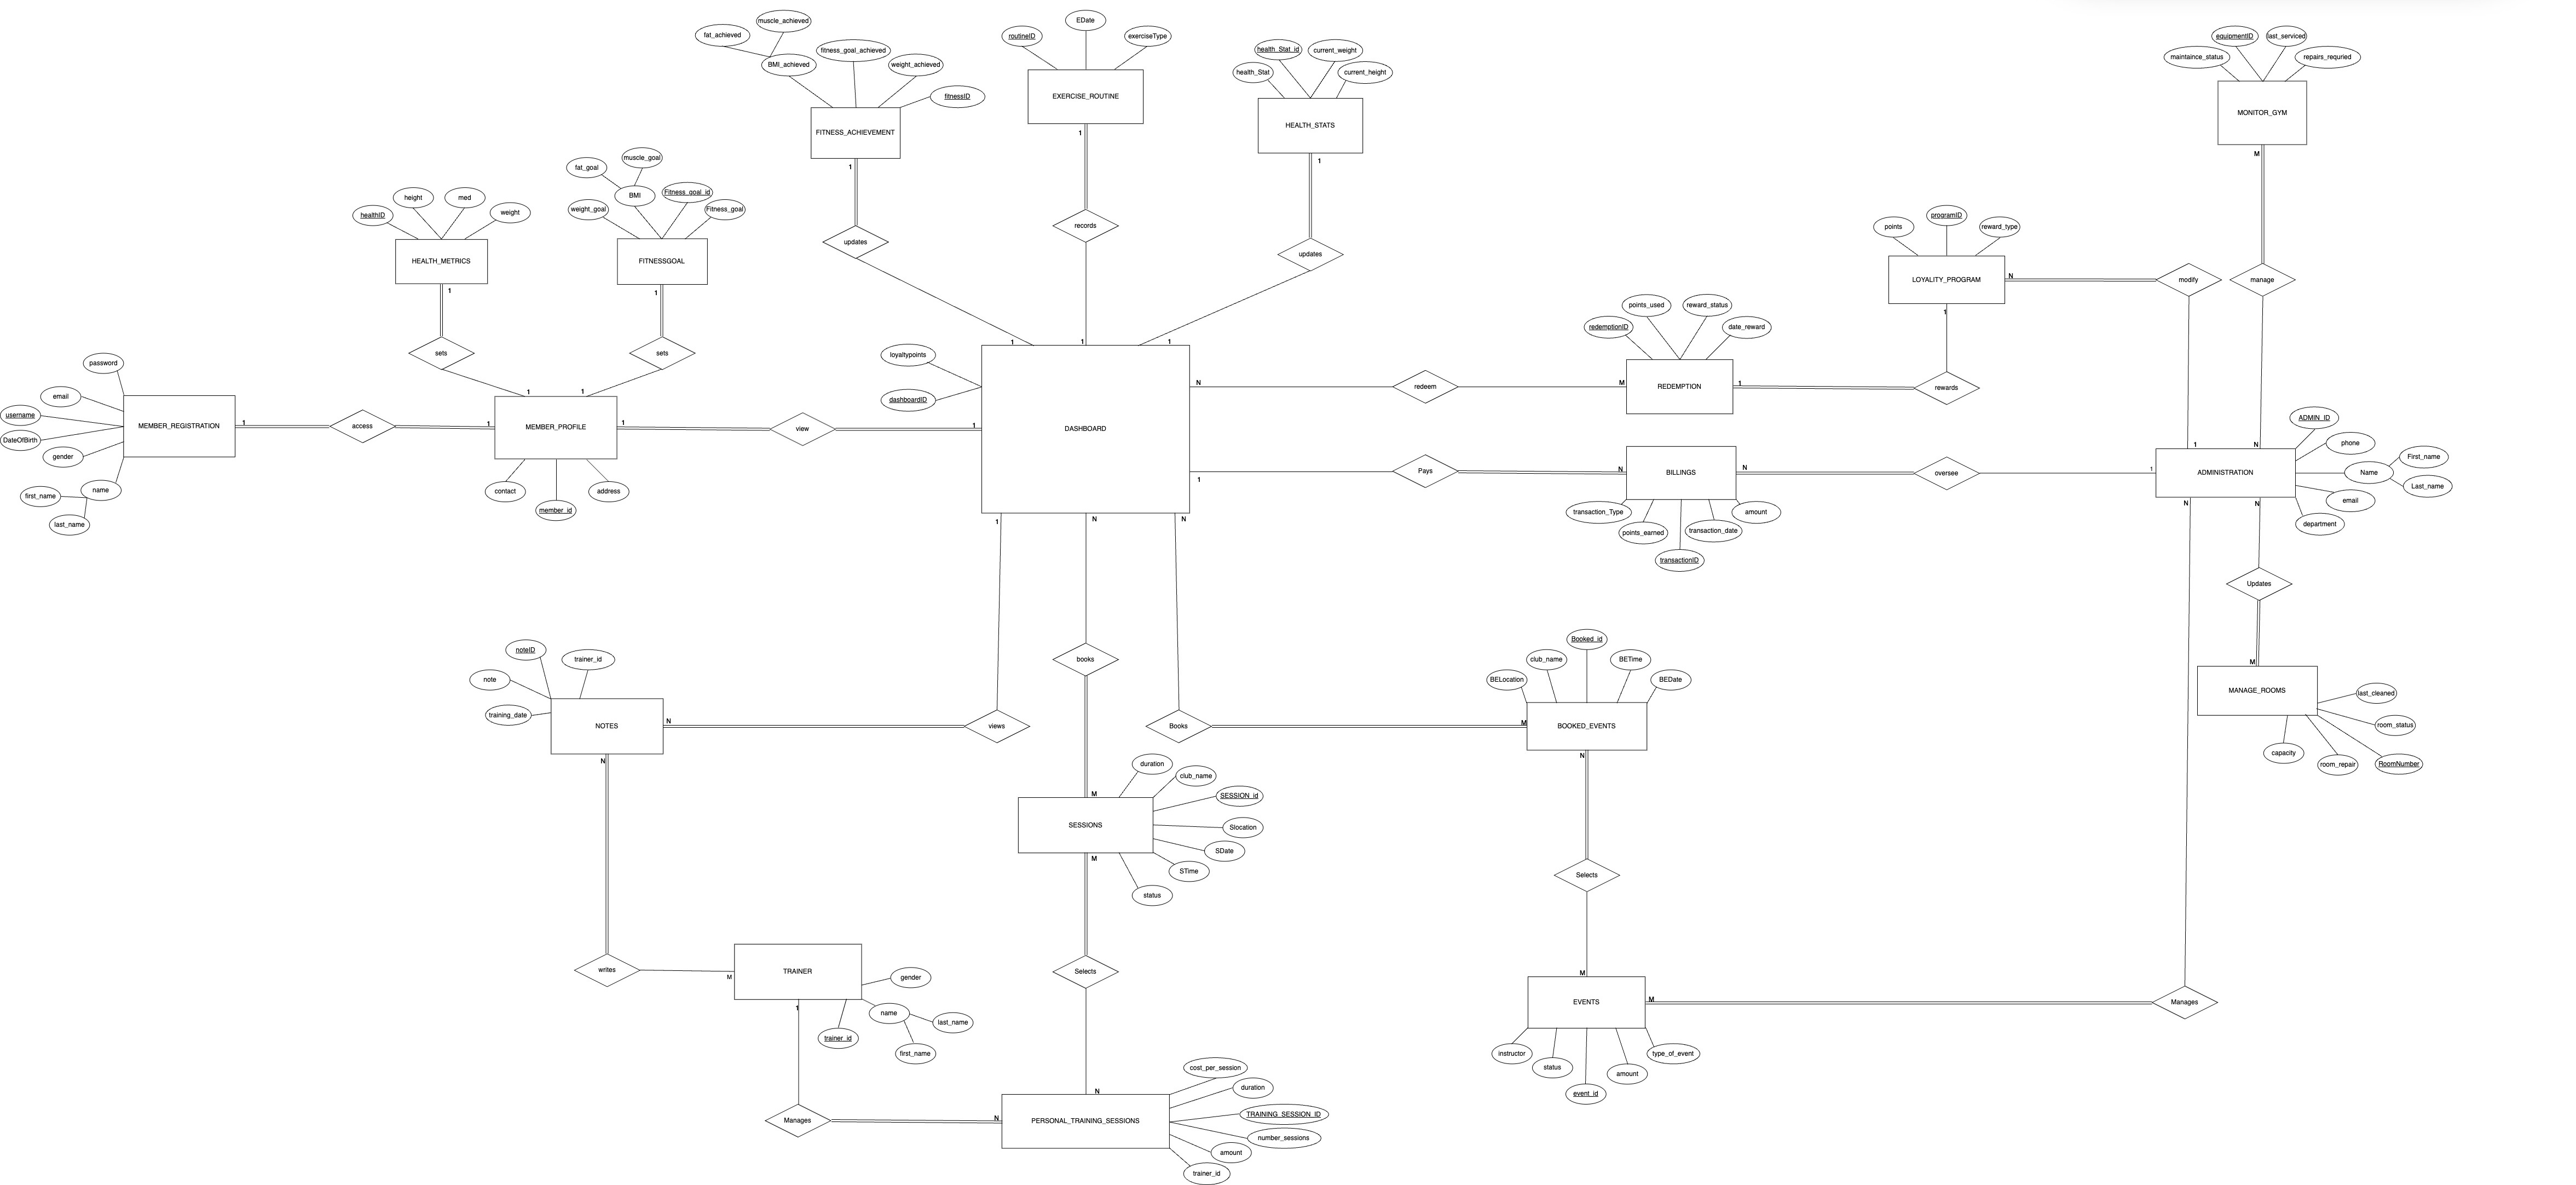 muscle_achieved
fat_achieved
BMI_achieved
fitness_goal_achieved
weight_achieved
fitnessID
FITNESS_ACHIEVEMENT
1
updates
routineID
EDate
exerciseType
EXERCISE_ROUTINE
1
records
health_Stat_id
current_weight
health_Stat
current_height
HEALTH_STATS
1
updates
equipmentID
last_serviced
maintaince_status
repairs_requried
MONITOR_GYM
M
manage
healthID
height
med
weight
HEALTH_METRICS
1
sets
fat_goal
muscle_goal
BMI
Fitness_goal_id
weight_goal
Fitness_goal
FITNESSGOAL
1
sets
points
programID
reward_type
LOYALITY_PROGRAM
N
1
modify
rewards
redemptionID
points_used
reward_status
date_reward
REDEMPTION
M
1
redeem
N
password
email
username
DateOfBirth
gender
name
first_name
last_name
MEMBER_REGISTRATION
1
access
1
1
1
MEMBER_PROFILE
1
contact
member_id
address
view
1
1
1
1
loyaltypoints
dashboardID
DASHBOARD
1
N
N
1
Pays
N
BILLINGS
N
transaction_Type
points_earned
transactionID
transaction_date
amount
oversee
1
1
N
ADMINISTRATION
N
N
ADMIN_ID
phone
Name
First_name
Last_name
email
department
Updates
M
MANAGE_ROOMS
last_cleaned
room_status
RoomNumber
room_repair
capacity
noteID
trainer_id
note
training_date
NOTES
N
N
views
books
Books
Booked_id
club_name
BETime
BELocation
BEDate
BOOKED_EVENTS
M
N
Selects
M
duration
club_name
SESSION_id
Slocation
SDate
STime
status
SESSIONS
M
M
Selects
writes
M
TRAINER
1
gender
name
last_name
first_name
trainer_id
EVENTS
M
Manages
instructor
status
event_id
amount
type_of_event
Manages
N
N
PERSONAL_TRAINING_SESSIONS
cost_per_session
duration
TRAINING_SESSION_ID
number_sessions
amount
trainer_id